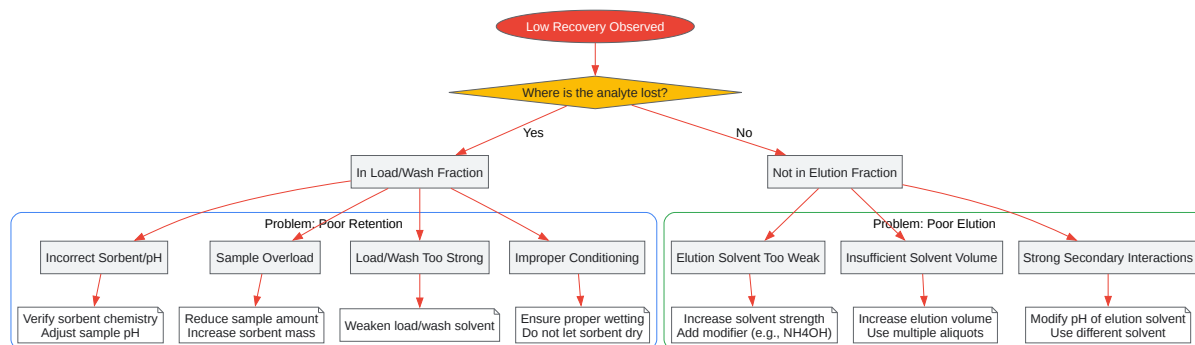 Low Recovery Observed
Where is the analyte lost?
Yes
No
In Load/Wash Fraction
Not in Elution Fraction
Problem: Poor Retention
Problem: Poor Elution
Incorrect Sorbent/pH
Sample Overload
Load/Wash Too Strong
Improper Conditioning
Elution Solvent Too Weak
Insufficient Solvent Volume
Strong Secondary Interactions
Verify sorbent chemistry
Adjust sample pH
Reduce sample amount
Increase sorbent mass
Weaken load/wash solvent
Ensure proper wetting
Do not let sorbent dry
Increase solvent strength
Add modifier (e.g., NH4OH)
Increase elution volume
Use multiple aliquots
Modify pH of elution solvent
Use different solvent